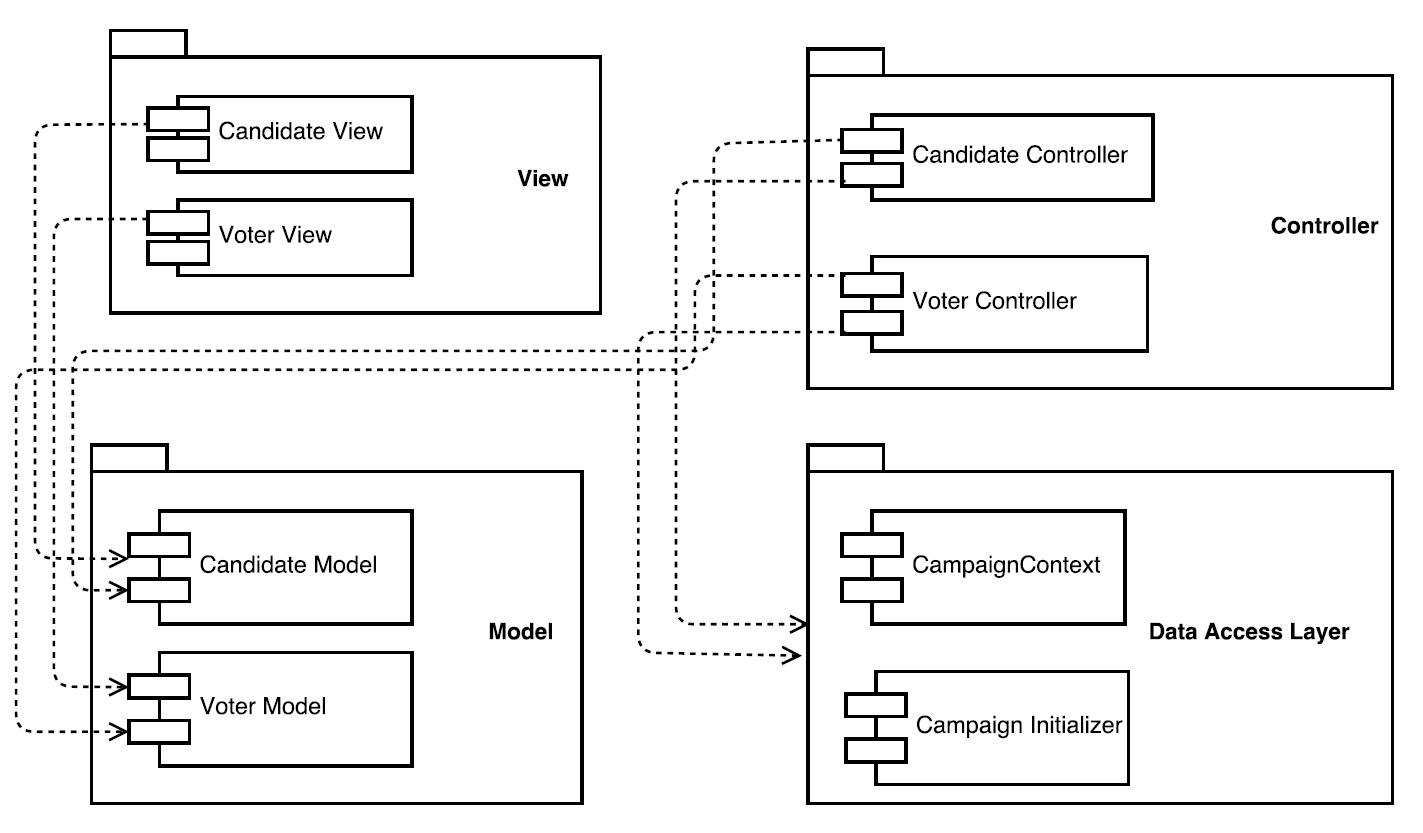 Candidate View
View
Voter View
Candidate Controller
Controller
Voter Controller
Candidate Model
Model
Voter Model
CampaignContext
Data Access Layer
Campaign Initializer